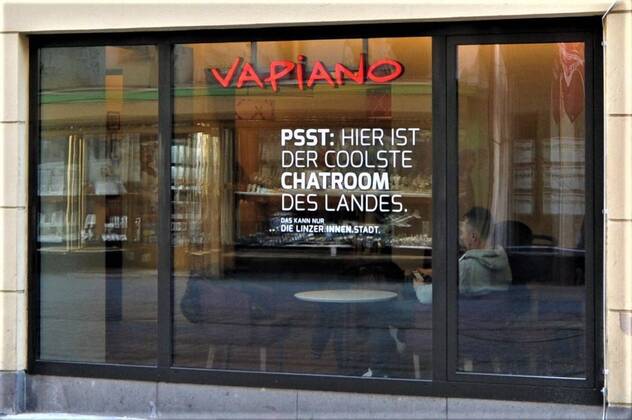 VAPIANO
PSST: HIER IST
DER COOLSTE
CHATROOM
DES LANDES.
DAS KANN NUR
DIE LINZER.INNEN.STADT.